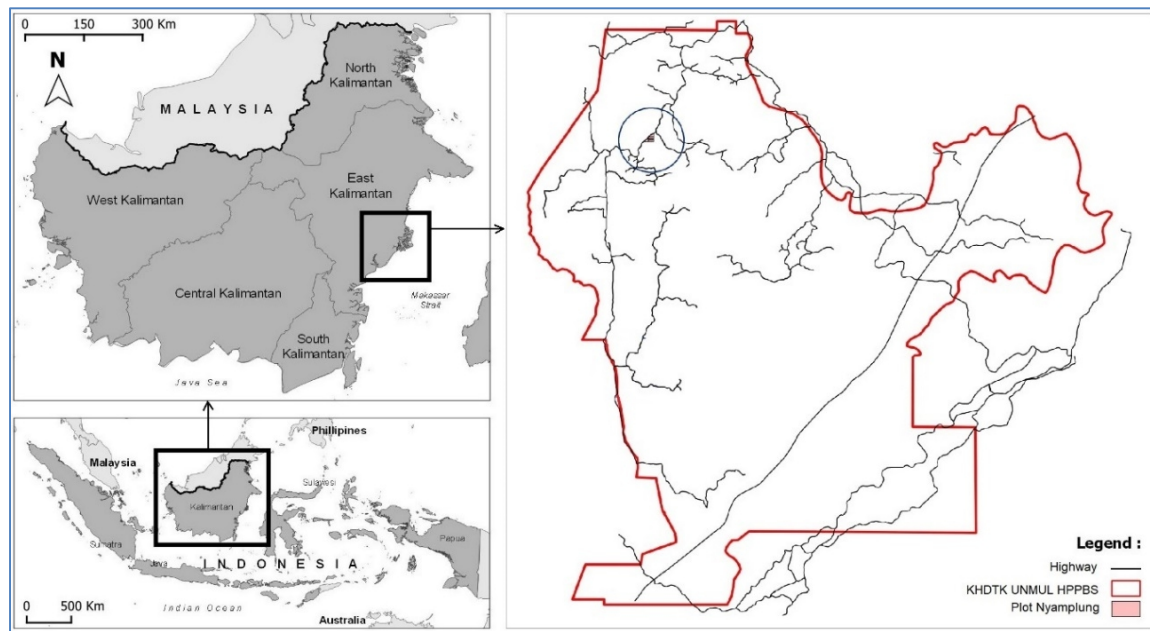 0 150 300 Km
N
MALAYSIA
North
Kalimantan
East
Kalimantan
West Kalimantan
Central Kalimantan
South
Kalimantan
Makassar
Strait
Java Sea
Phillipines
Malaysia
Sulawesi
Kalimantan
Sumatra
Papua
Java
INDONESIA
Indian Ocean
0 500 Km
Australia
Legend :
Highway
KHDTK UNMUL HPPBS
Plot Nyamplung